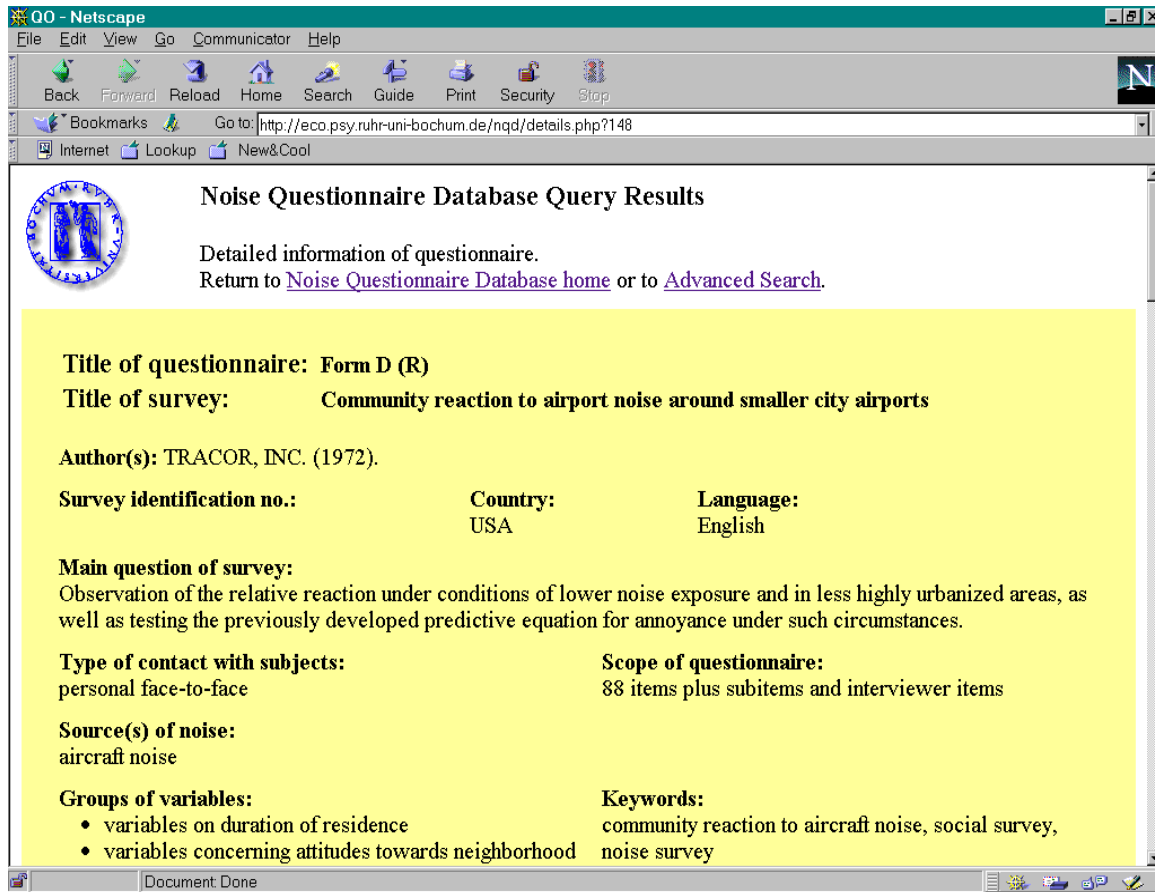 QO - Netscape
File Edit View Go Communicator Help
Back Forward Reload Home Search Guide Print Security Stop
N
Bookmarks Go to: http://eco.psy.ruhr-uni-bochum.de/nqd/details.php?148
Internet Lookup New&Cool
Noise Questionnaire Database Query Results
Detailed information of questionnaire.
Return to Noise Questionnaire Database home or to Advanced Search.
Title of questionnaire: Form D (R)
Title of survey: Community reaction to airport noise around smaller city airports
Author(s): TRACOR, INC. (1972).
Survey identification no.: Country: Language:
USA English
Main question of survey:
Observation of the relative reaction under conditions of lower noise exposure and in less highly urbanized areas, as
well as testing the previously developed predictive equation for annoyance under such circumstances.
Type of contact with subjects: Scope of questionnaire:
personal face-to-face 88 items plus subitems and interviewer items
Source(s) of noise:
aircraft noise
Groups of variables: Keywords:
• variables on duration of residence community reaction to aircraft noise, social survey,
• variables concerning attitudes towards neighborhood noise survey
Document: Done